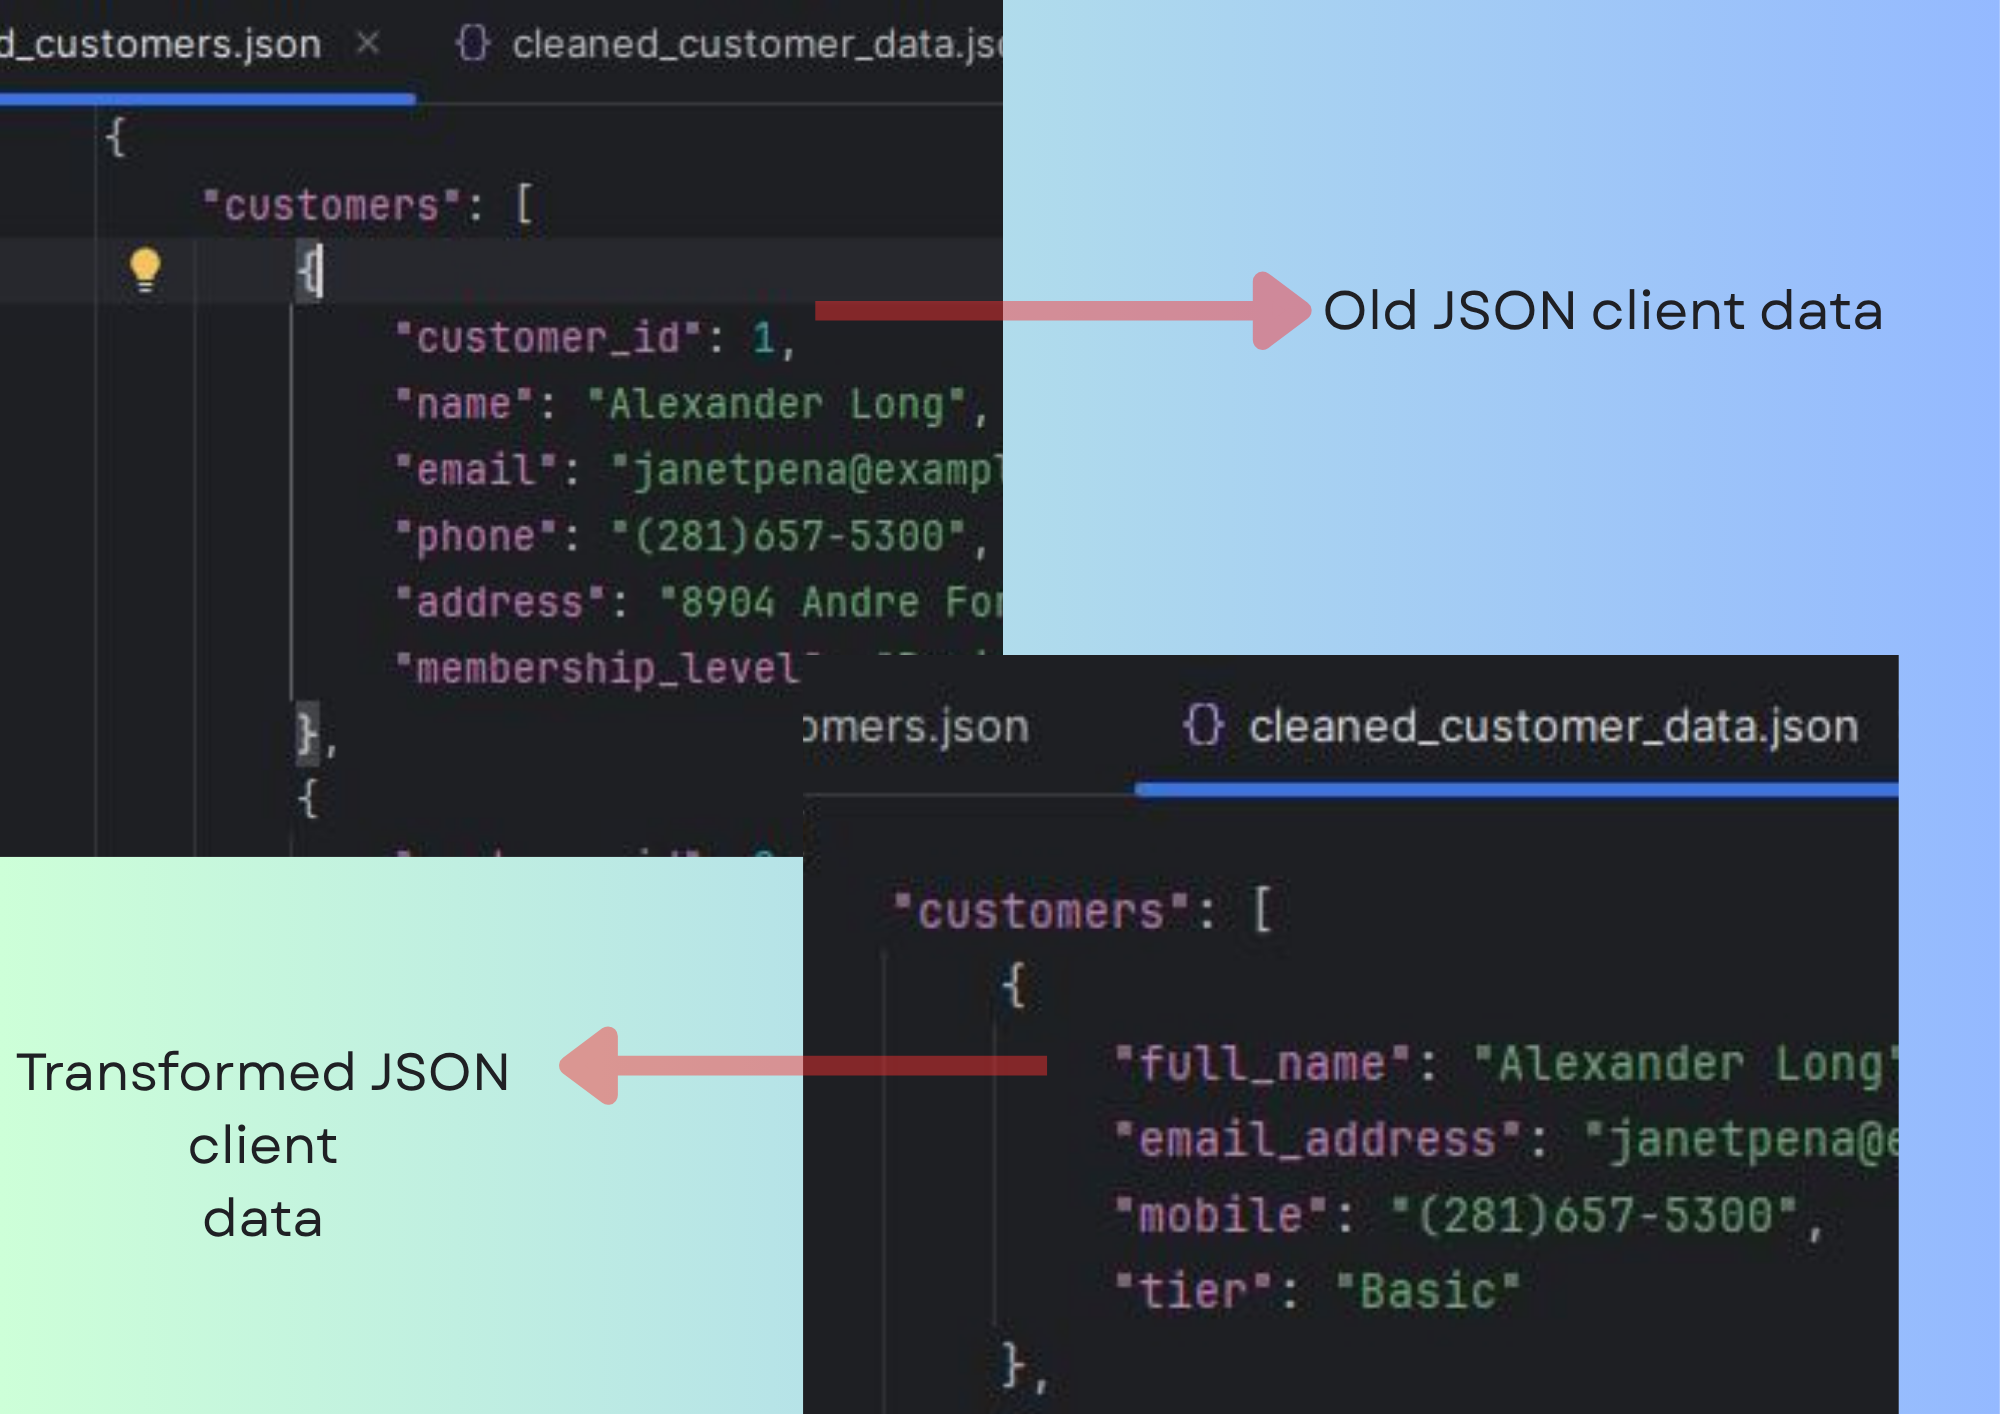 d_customers.json ×
{} cleaned_customer_data.js
{
"customers": [
{
"customer_id": 1,
"name": "Alexander Long",
"email": "janetpena@exampl
"phone": "(281)657-5300",
"address": "8904 Andre For
"membership_level
},
{
Old JSON client data
omers.json
{} cleaned_customer_data.json
"customers": [
{
"full_name": "Alexander Long"
"email_address": "janetpena@e
"mobile": "(281)657-5300",
"tier": "Basic"
},
Transformed JSON
client
data